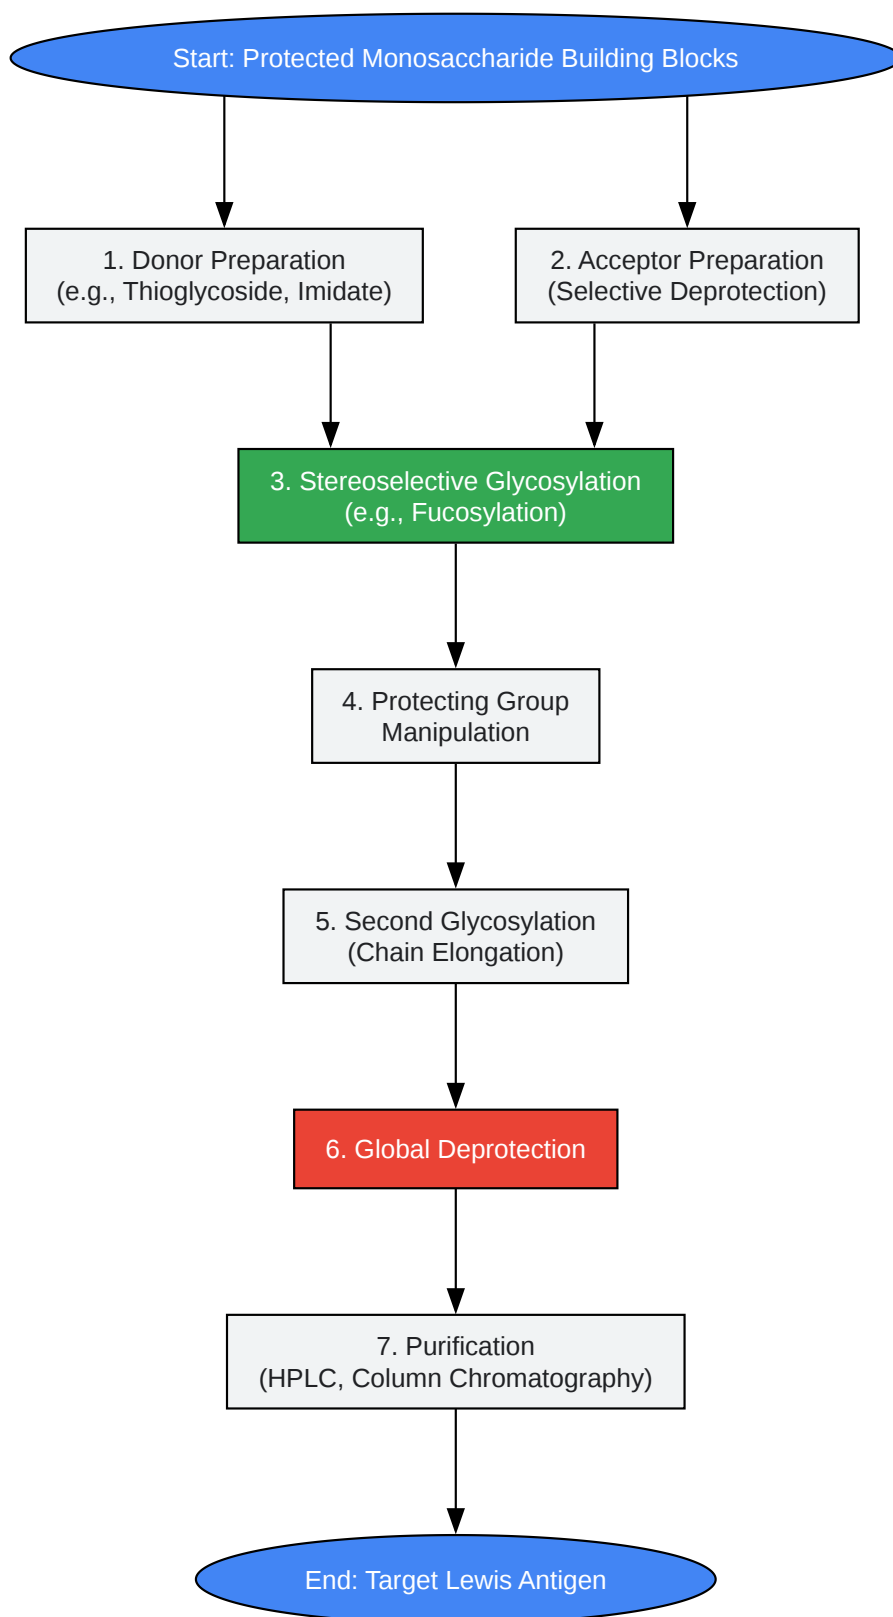 Start: Protected Monosaccharide Building Blocks
1. Donor Preparation
(e.g., Thioglycoside, Imidate)
2. Acceptor Preparation
(Selective Deprotection)
3. Stereoselective Glycosylation
(e.g., Fucosylation)
4. Protecting Group
Manipulation
5. Second Glycosylation
(Chain Elongation)
6. Global Deprotection
7. Purification
(HPLC, Column Chromatography)
End: Target Lewis Antigen